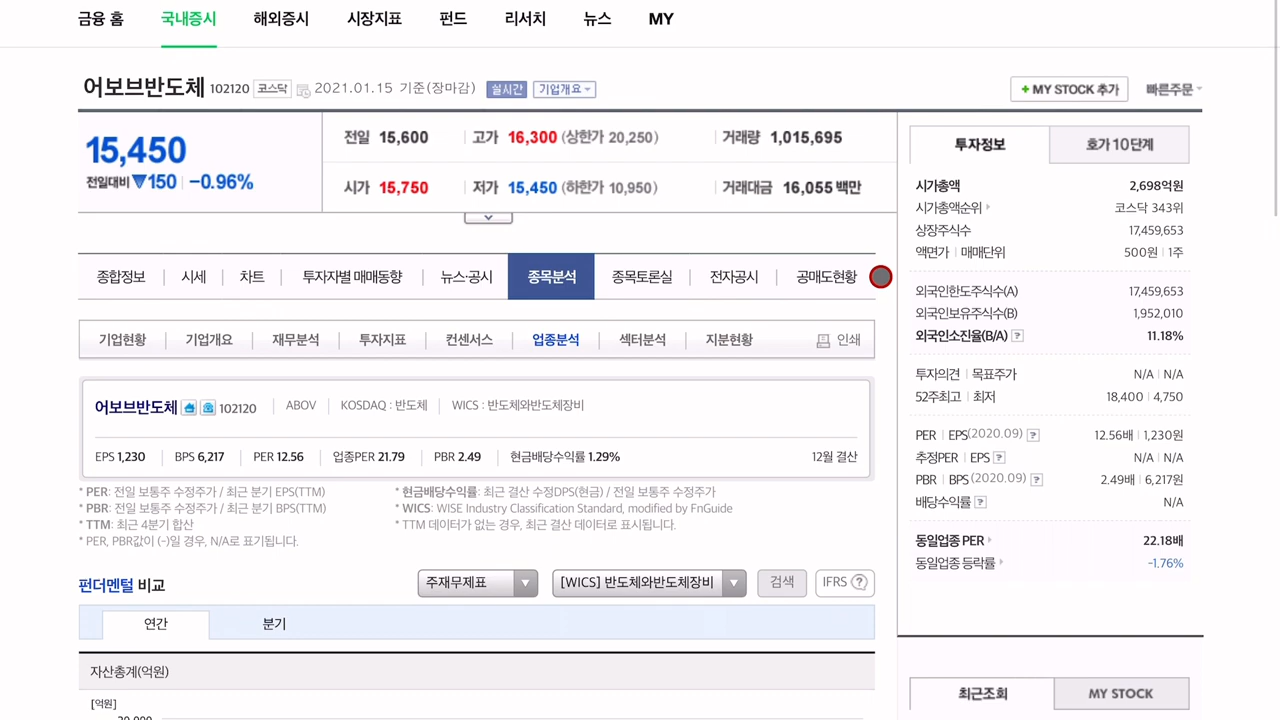 금융 홈 국내증시 해외증시 시장지표 펀드 리서치 뉴스 MY
어보브반도체 102120 코스닥 2021.01.15 기준(장마감) 실시간 기업개요
+ MY STOCK 추가 빠른주문
15,450
전일대비 ▼150 -0.96%
전일 15,600 고가 16,300 (상한가 20,250) 거래량 1,015,695
시가 15,750 저가 15,450 (하한가 10,950) 거래대금 16,055 백만
종합정보 시세 차트 투자자별 매매동향 뉴스·공시 종목분석 종목토론실 전자공시 공매도현황
기업현황 기업개요 재무분석 투자지표 컨센서스 업종분석 섹터분석 지분현황 인쇄
어보브반도체 102120 ABOV KOSDAQ : 반도체 WICS : 반도체와반도체장비
EPS 1,230 BPS 6,217 PER 12.56 업종PER 21.79 PBR 2.49 현금배당수익률 1.29% 12월 결산
* PER: 전일 보통주 수정주가 / 최근 분기 EPS(TTM)
* PBR: 전일 보통주 수정주가 / 최근 분기 BPS(TTM)
* TTM: 최근 4분기 합산
* PER, PBR값이 (-)일 경우, N/A로 표기됩니다.
* 현금배당수익률: 최근 결산 수정DPS(현금) / 전일 보통주 수정주가
* WICS: WISE Industry Classification Standard, modified by FnGuide
* TTM 데이터가 없는 경우, 최근 결산 데이터로 표시됩니다.
펀더멘털 비교 주재무제표 [WICS] 반도체와반도체장비 검색 IFRS ?
연간 분기
자산총계(억원)
[억원]
20,000
투자정보 호가 10단계
시가총액 2,698억원
시가총액순위 코스닥 343위
상장주식수 17,459,653
액면가 매매단위 500원 1주
외국인한도주식수(A) 17,459,653
외국인보유주식수(B) 1,952,010
외국인소진율(B/A) ? 11.18%
투자의견 목표주가 N/A N/A
52주최고 최저 18,400 4,750
PER EPS(2020.09) ? 12.56배 1,230원
추정PER EPS ? N/A N/A
PBR BPS (2020.09) ? 2.49배 6,217원
배당수익률 ? N/A
동일업종 PER 22.18배
동일업종 등락률 -1.76%
최근조회 MY STOCK